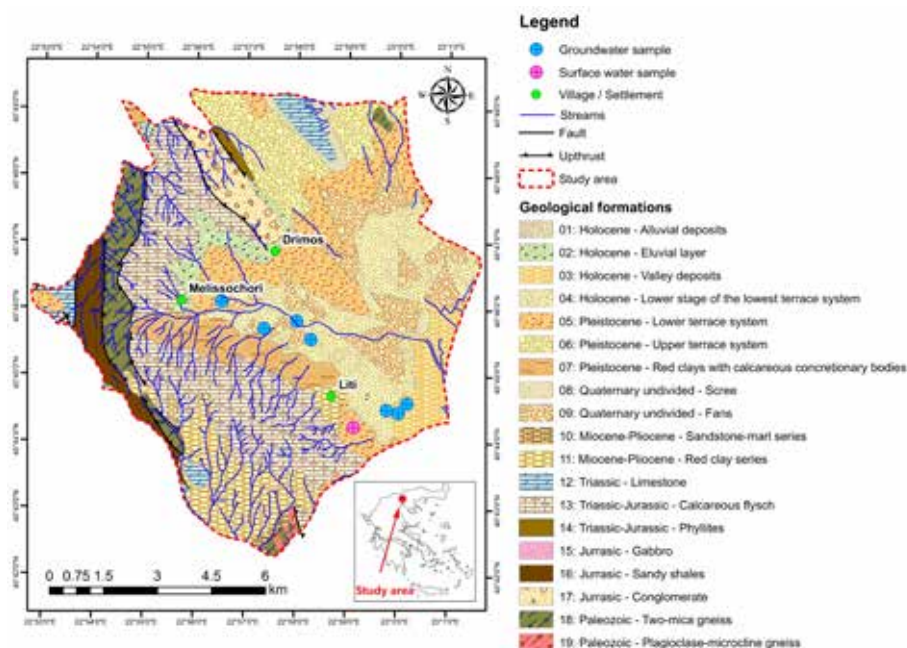 Legend
Groundwater sample
Surface water sample
Village / Settlement
Streams
Fault
Upthrust
Study area
Geological formations
01: Holocene - Alluvial deposits
02: Holocene - Eluvial layer
03: Holocene - Valley deposits
04: Holocene - Lower stage of the lowest terrace system
05: Pleistocene - Lower terrace system
06: Pleistocene - Upper terrace system
07: Pleistocene - Red clays with calcareous concretionary bodies
08: Quaternary undivided - Scree
09: Quaternary undivided - Fans
10: Miocene-Pliocene - Sandstone-marl series
11: Miocene-Pliocene - Red clay series
12: Triassic - Limestone
13: Triassic-Jurassic - Calcareous flysch
14: Triassic-Jurassic - Phyllites
15: Jurrasic - Gabbro
16: Jurrasic - Sandy shales
17: Jurrasic - Conglomerate
18: Paleozoic - Two-mica gneiss
19: Paleozoic - Plagioclase-microcline gneiss
N
W E
S
Drimos
Melissochori
Liti
0 0.75 1.5 3 4.5 6
km
Study area